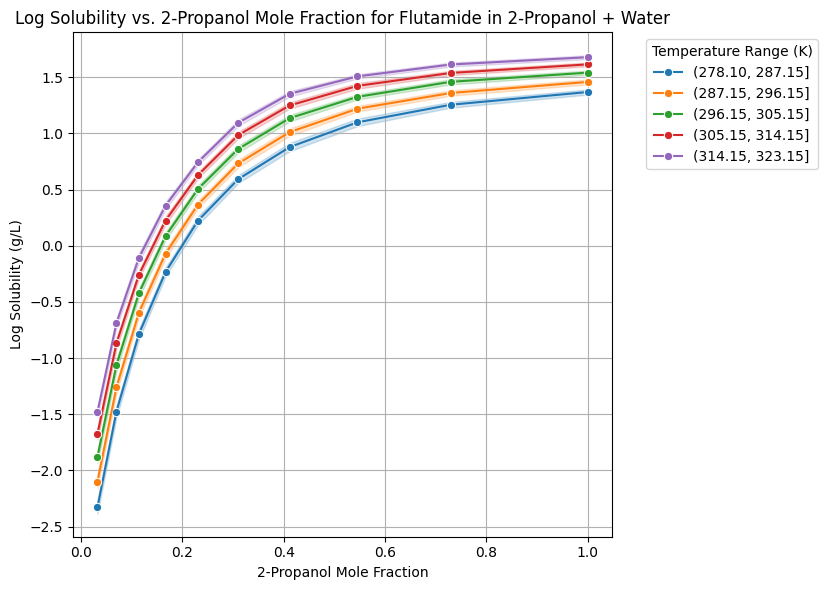 Log Solubility vs. 2-Propanol Mole Fraction for Flutamide in 2-Propanol + Water
Temperature Range (K)
(278.10, 287.15]
(287.15, 296.15]
(296.15, 305.15]
(305.15, 314.15]
(314.15, 323.15]
Log Solubility (g/L)
1.5
1.0
0.5
0.0
−0.5
−1.0
−1.5
−2.0
−2.5
0.0 0.2 0.4 0.6 0.8 1.0
2-Propanol Mole Fraction